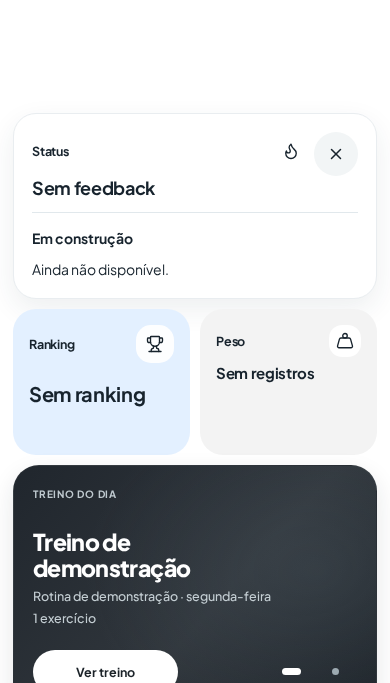 Status
Sem feedback
Em construção
Ainda não disponível.
Ranking
Sem ranking
Peso
Sem registros
TREINO DO DIA
Treino de
demonstração
Rotina de demonstração · segunda-feira
1 exercício
Ver treino